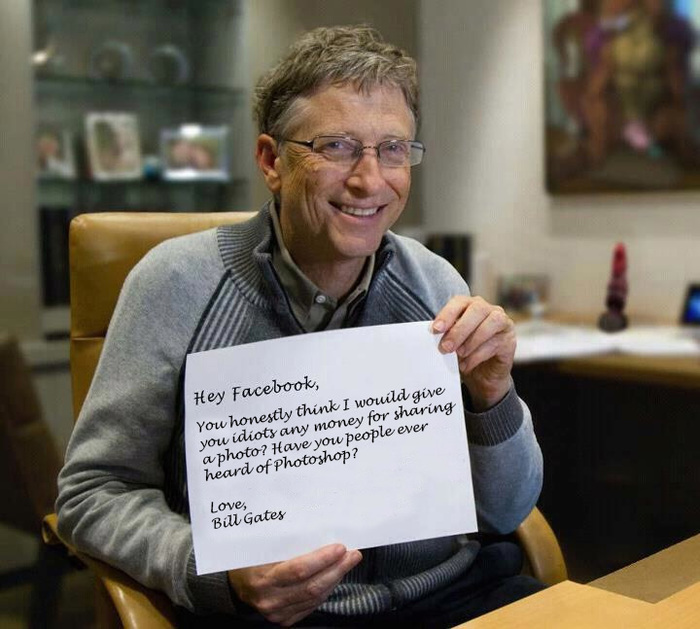 Hey Facebook,
You honestly think I wouild give
you idiots any money for sharing
a photo? Have you people ever
heard of Photoshop?
Love,
Bill Gates